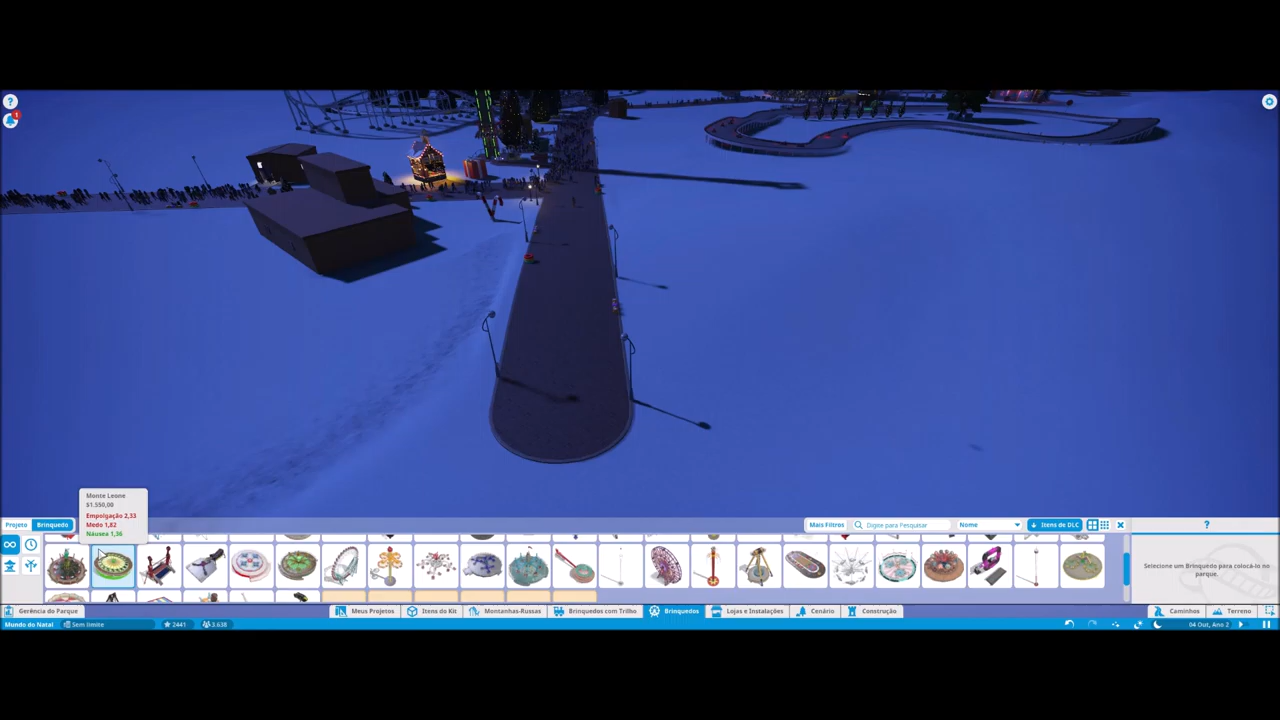 ?
1
Monte Leone
$1.550,00
Empolgação 2,33
Medo 1,82
Náusea 1,36
Projeto
Brinquedo
Mais Filtros
Digite para Pesquisar
Nome
Itens de DLC
?
Selecione um Brinquedo para colocá-lo no
parque.
Gerência do Parque
Meus Projetos
Itens do Kit
Montanhas-Russas
Brinquedos com Trilho
Brinquedos
Lojas e Instalações
Cenário
Construção
Caminhos
Terreno
Mundo do Natal
Sem limite
2441
3.638
04 Out, Ano 2